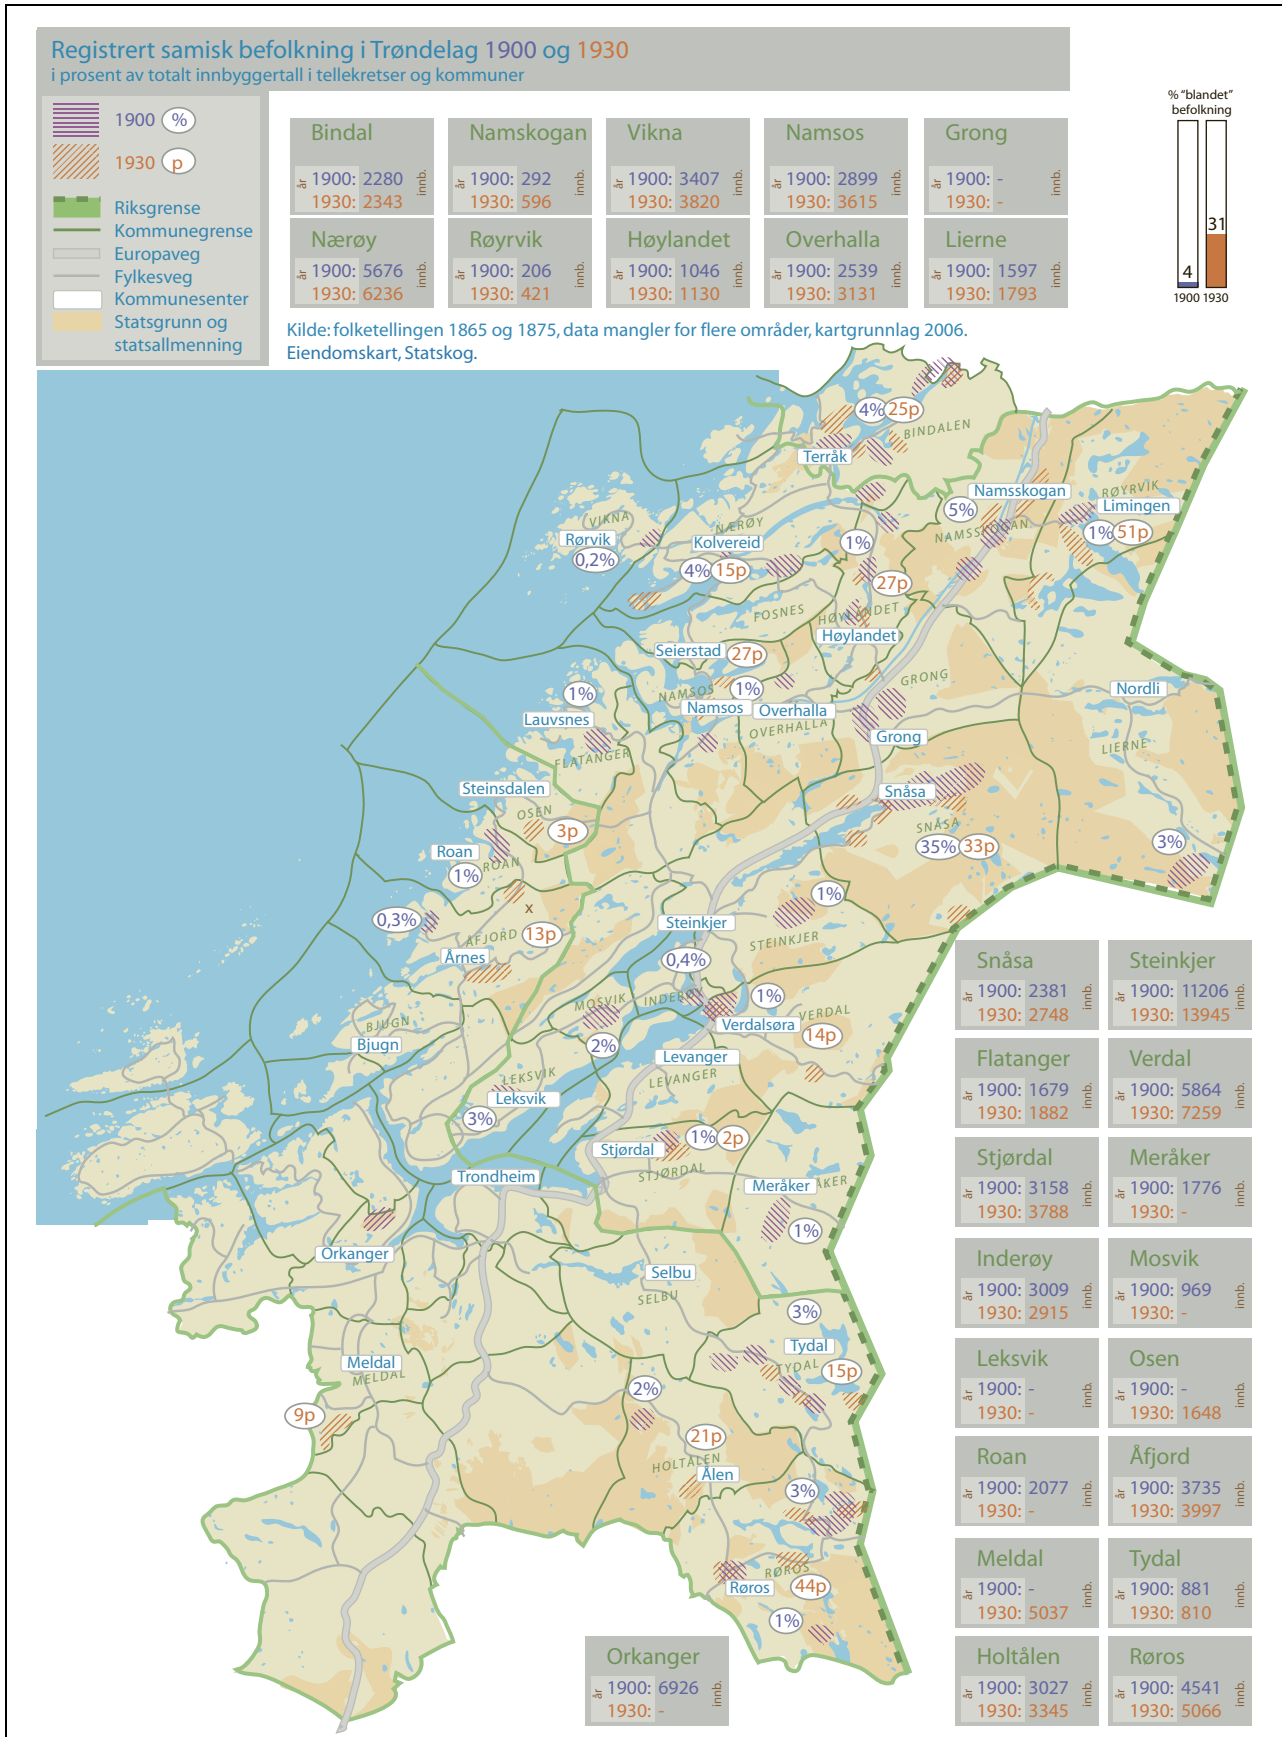 Registrert samisk befolkning i Trøndelag 1900 og 1930
i prosent av totalt innbyggertall i tellekretser og kommuner
1900 %
1930 p
Riksgrense
Kommunegrense
Europaveg
Fylkesveg
Kommunesenter
Statsgrunn og
statsallmenning
% "blandet"
befolkning
4
31
1900 1930
Bindal
år 1900: 2280 innb.
1930: 2343
Namskogan
år 1900: 292 innb.
1930: 596
Vikna
år 1900: 3407 innb.
1930: 3820
Namsos
år 1900: 2899 innb.
1930: 3615
Grong
år 1900: - innb.
1930: -
Nærøy
år 1900: 5676 innb.
1930: 6236
Røyrvik
år 1900: 206 innb.
1930: 421
Høylandet
år 1900: 1046 innb.
1930: 1130
Overhalla
år 1900: 2539 innb.
1930: 3131
Lierne
år 1900: 1597 innb.
1930: 1793
Kilde: folketellingen 1865 og 1875, data mangler for flere områder, kartgrunnlag 2006.
Eiendomskart, Statskog.
4% 25p
BINDALEN
Terråk
Namsskogan
RØYRVIK
Limingen
5%
NAMSSKOGAN
1% 51p
VIKNA
Rørvik
0,2%
NÆRØY
Kolvereid
4% 15p
1%
27p
FOSNES
HØYLANDET
Høylandet
Seierstad
27p
GRONG
Nordli
1%
NAMSOS
1%
Namsos
Overhalla
OVERHALLA
Lauvsnes
FLATANGER
Grong
LIERNE
Steinsdalen
Snåsa
OSEN
3p
SNÅSA
35% 33p
3%
Roan
ROAN
1%
1%
x
0,3%
ÅFJORD
13p
Steinkjer
STEINKJER
Årnes
0,4%
MOSVIK
INDERØY
1%
VERDAL
Verdalsøra
14p
BJUGN
Bjugn
2%
Levanger
LEVANGER
LEKSVIK
Leksvik
3%
Stjørdal
1% 2p
STJØRDAL
Trondheim
Meråker
ÅKER
1%
Orkanger
Selbu
SELBU
3%
Tydal
TYDAL
15p
Meldal
MELDAL
2%
9p
21p
HOLTÅLEN
Ålen
3%
RØROS
Røros
44p
1%
Snåsa
år 1900: 2381 innb.
1930: 2748
Steinkjer
år 1900: 11206 innb.
1930: 13945
Flatanger
år 1900: 1679 innb.
1930: 1882
Verdal
år 1900: 5864 innb.
1930: 7259
Stjørdal
år 1900: 3158 innb.
1930: 3788
Meråker
år 1900: 1776 innb.
1930: -
Inderøy
år 1900: 3009 innb.
1930: 2915
Mosvik
år 1900: 969 innb.
1930: -
Leksvik
år 1900: - innb.
1930: -
Osen
år 1900: - innb.
1930: 1648
Roan
år 1900: 2077 innb.
1930: -
Åfjord
år 1900: 3735 innb.
1930: 3997
Meldal
år 1900: - innb.
1930: 5037
Tydal
år 1900: 881 innb.
1930: 810
Holtålen
år 1900: 3027 innb.
1930: 3345
Røros
år 1900: 4541 innb.
1930: 5066
Orkanger
år 1900: 6926 innb.
1930: -